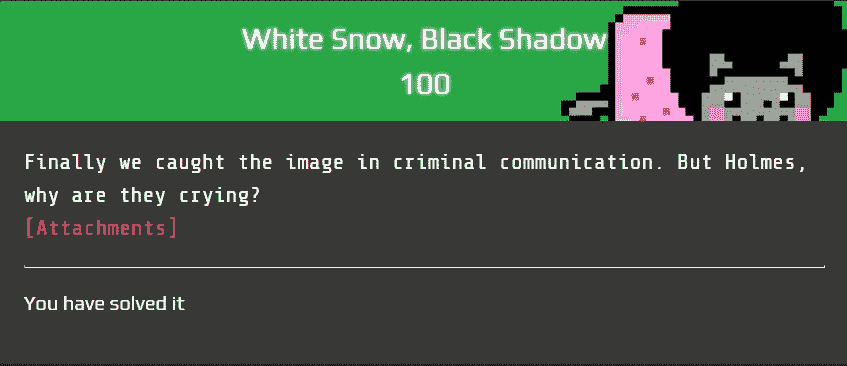 White Snow, Black Shadow
100
Finally we caught the image in criminal communication. But Holmes,
why are they crying?
[Attachments]
You have solved it